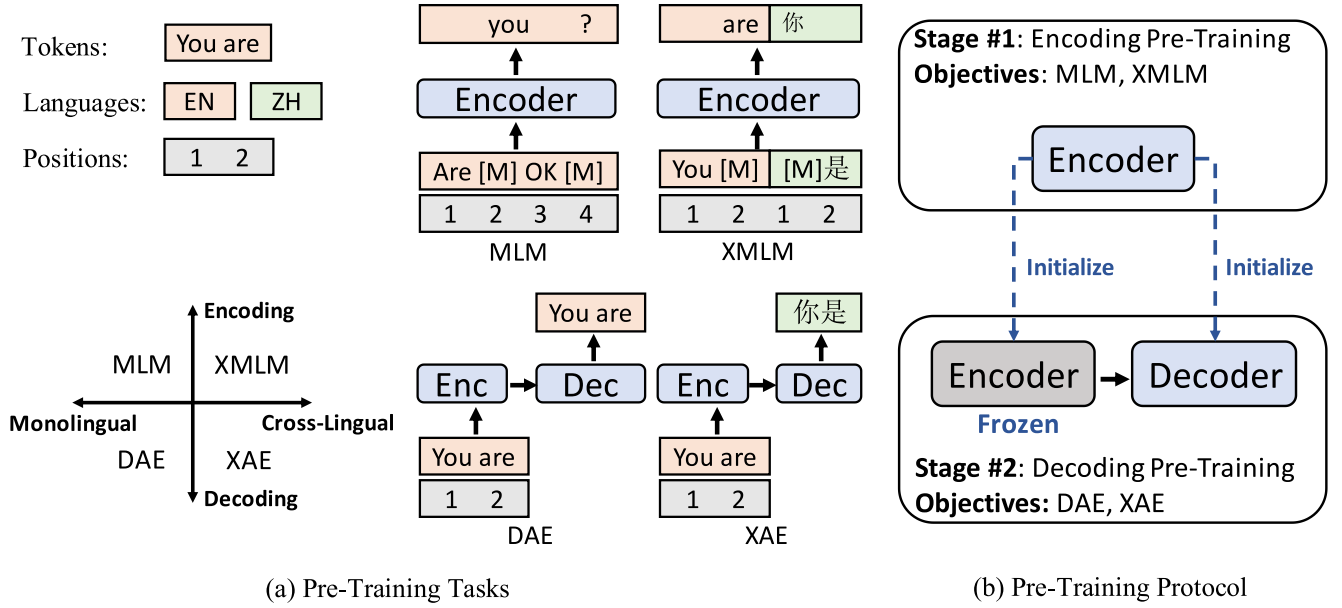 Tokens:
You are
Languages:
EN
ZH
Positions:
1 2
you ?
Encoder
Are [M] OK [M]
1 2 3 4
MLM
are 你
Encoder
You [M] [M]是
1 2 1 2
XMLM
Encoding
MLM XMLM
Monolingual
Cross-Lingual
DAE XAE
Decoding
You are
Enc
Dec
You are
1 2
DAE
你是
Enc
Dec
You are
1 2
XAE
(a) Pre-Training Tasks
Stage #1: Encoding Pre-Training
Objectives: MLM, XMLM
Encoder
Initialize
Initialize
Encoder
Decoder
Frozen
Stage #2: Decoding Pre-Training
Objectives: DAE, XAE
(b) Pre-Training Protocol